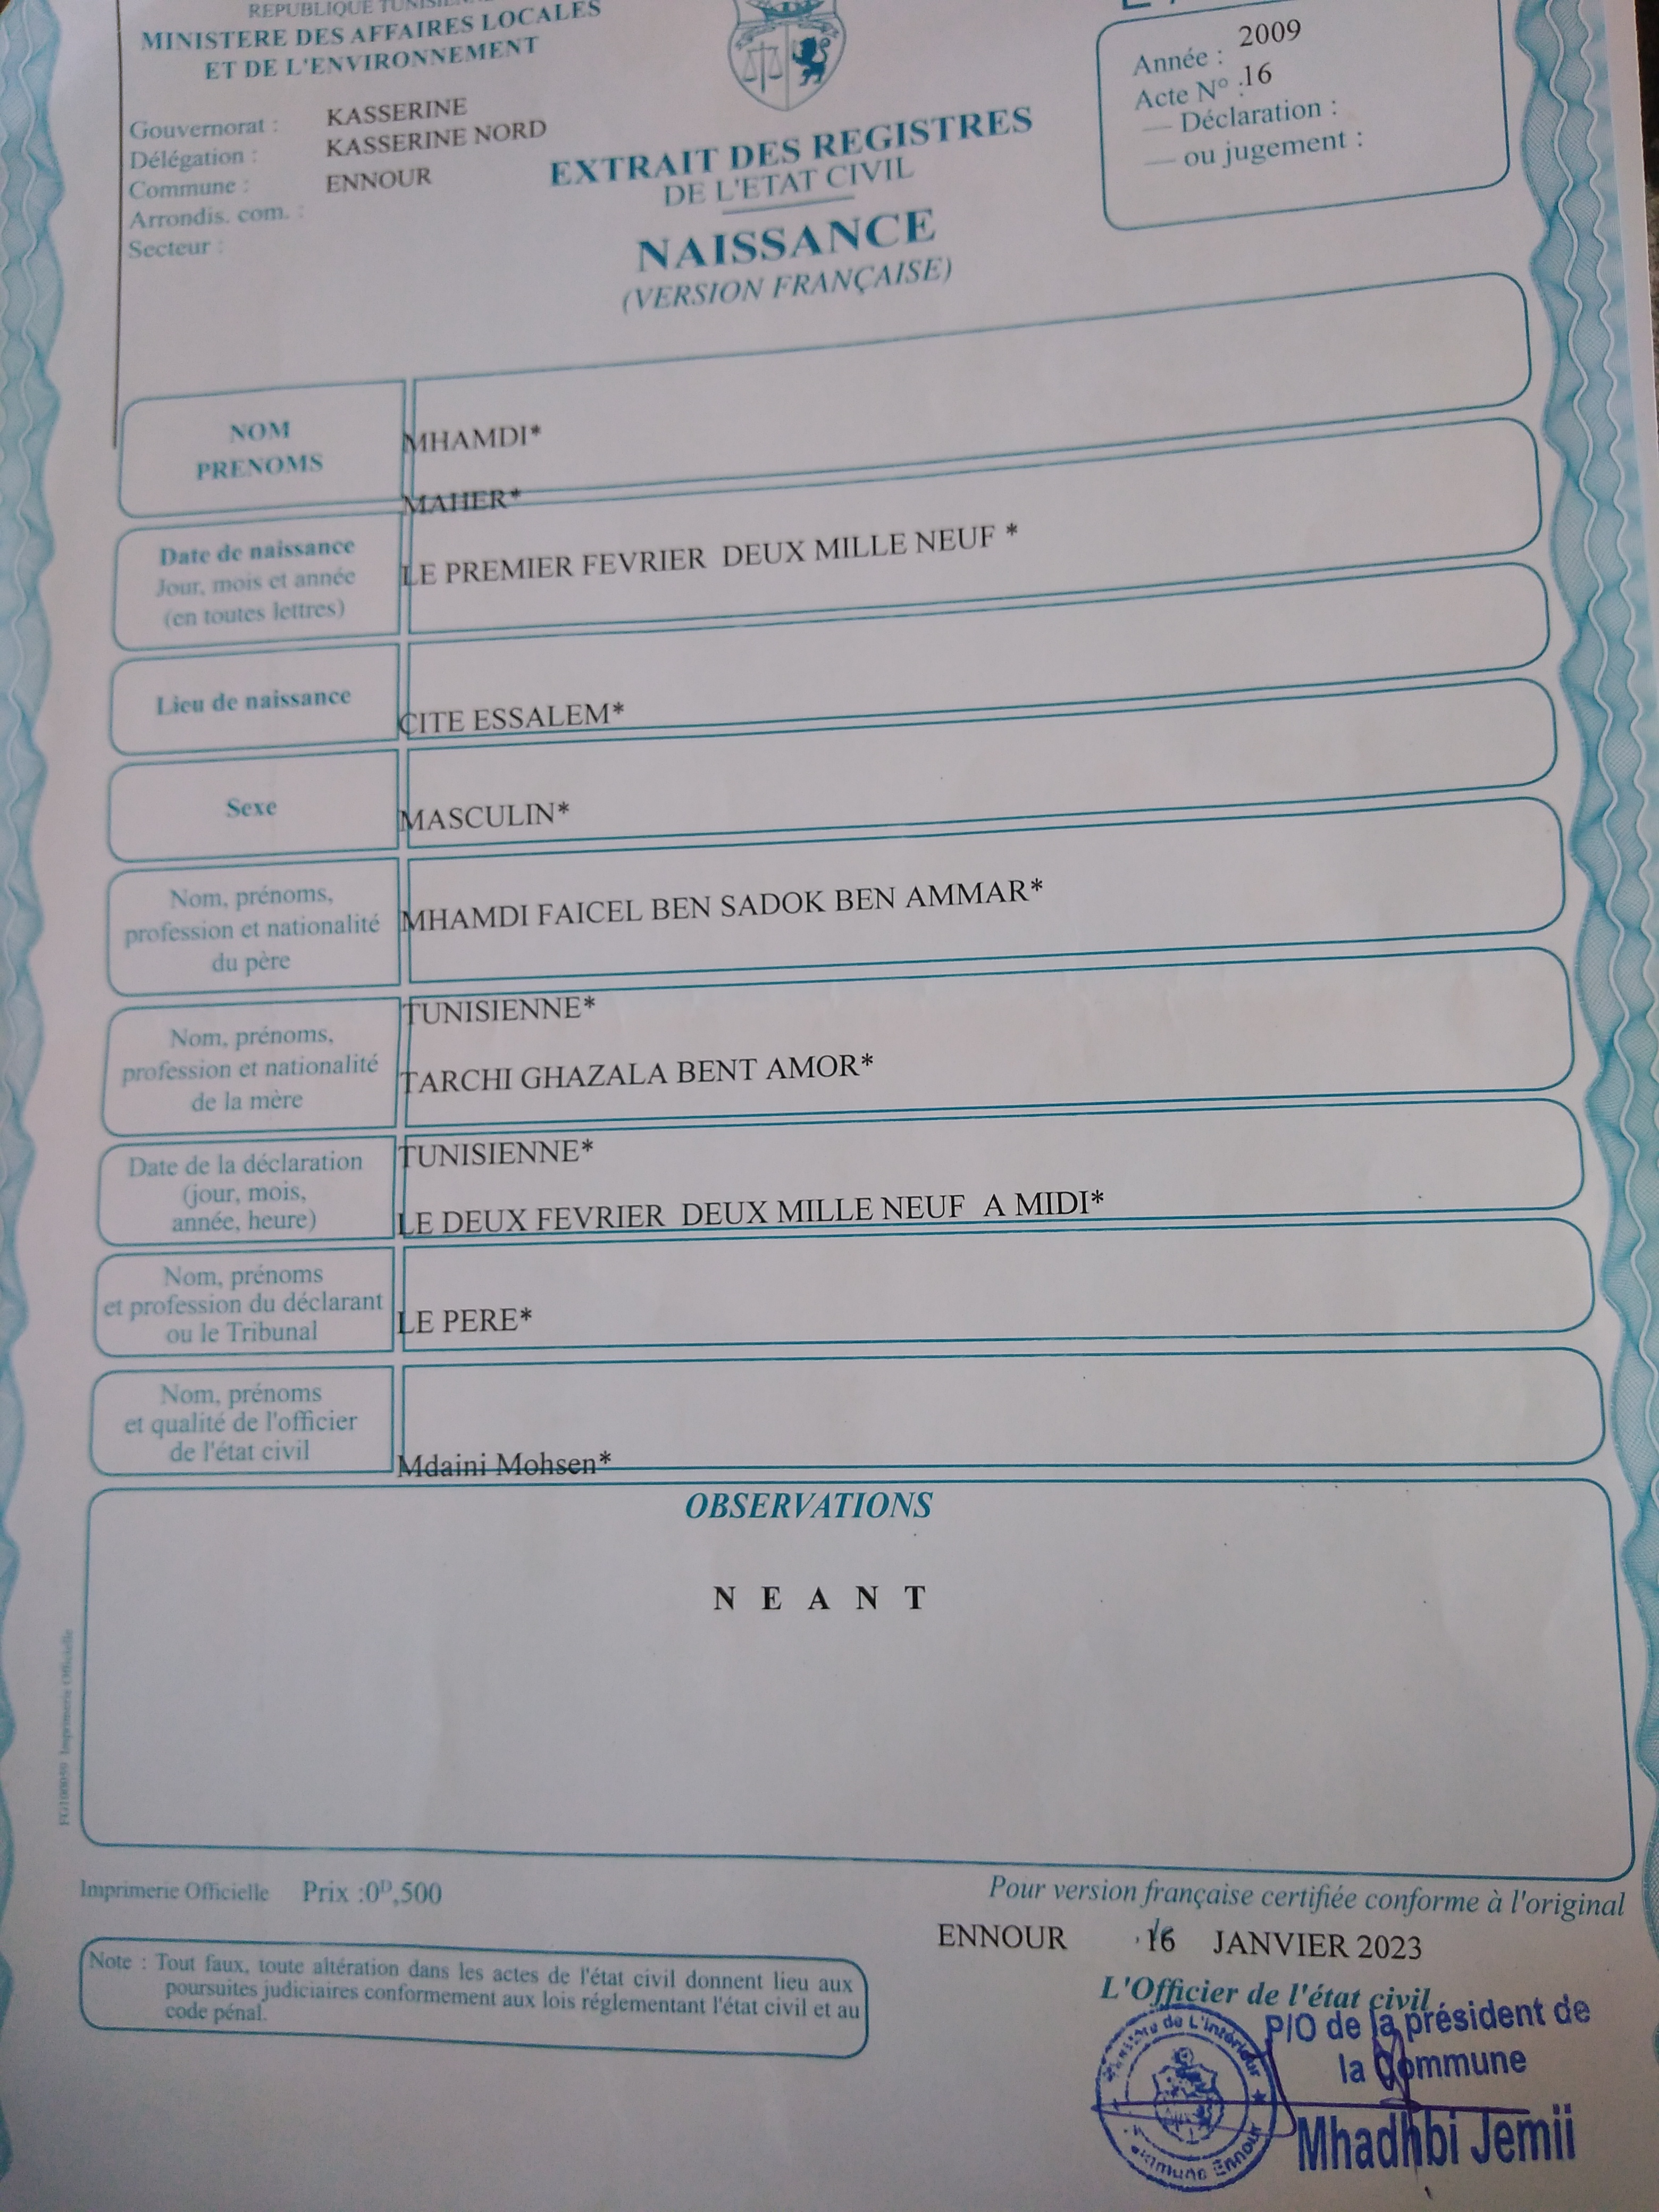 REPUBLIQUE
MINISTERE DES AFFAIRES LOCALES
ET DE L'ENVIRONNEMENT
Gouvernorat : KASSERINE
Délégation : KASSERINE NORD
Commune : ENNOUR
Arrondis. com. :
Secteur :
EXTRAIT DES REGISTRES
DE L'ETAT CIVIL
NAISSANCE
(VERSION FRANÇAISE)
Année : 2009
Acte N° : 16
— Déclaration :
— ou jugement :
NOM
PRENOMS
MHAMDI*
MAHER*
Date de naissance
Jour, mois et année
(en toutes lettres)
LE PREMIER FEVRIER DEUX MILLE NEUF *
Lieu de naissance
CITE ESSALEM*
Sexe
MASCULIN*
Nom, prénoms,
profession et nationalité
du père
MHAMDI FAICEL BEN SADOK BEN AMMAR*
TUNISIENNE*
Nom, prénoms,
profession et nationalité
de la mère
TARCHI GHAZALA BENT AMOR*
TUNISIENNE*
Date de la déclaration
(jour, mois,
année, heure)
LE DEUX FEVRIER DEUX MILLE NEUF A MIDI*
Nom, prénoms
et profession du déclarant
ou le Tribunal
LE PERE*
Nom, prénoms
et qualité de l'officier
de l'état civil
Mdaini Mohsen*
OBSERVATIONS
N E A N T
Imprimerie Officielle
Imprimerie Officielle Prix :0ᴰ,500
Pour version française certifiée conforme à l'original
ENNOUR 16 JANVIER 2023
Note : Tout faux, toute altération dans les actes de l'état civil donnent lieu aux
poursuites judiciaires conformement aux lois réglementant l'état civil et au
code pénal.
L'Officier de l'état civil
P/O de la président de
la Commune
Mhadhbi Jemii
de L'intérieur
Ennour